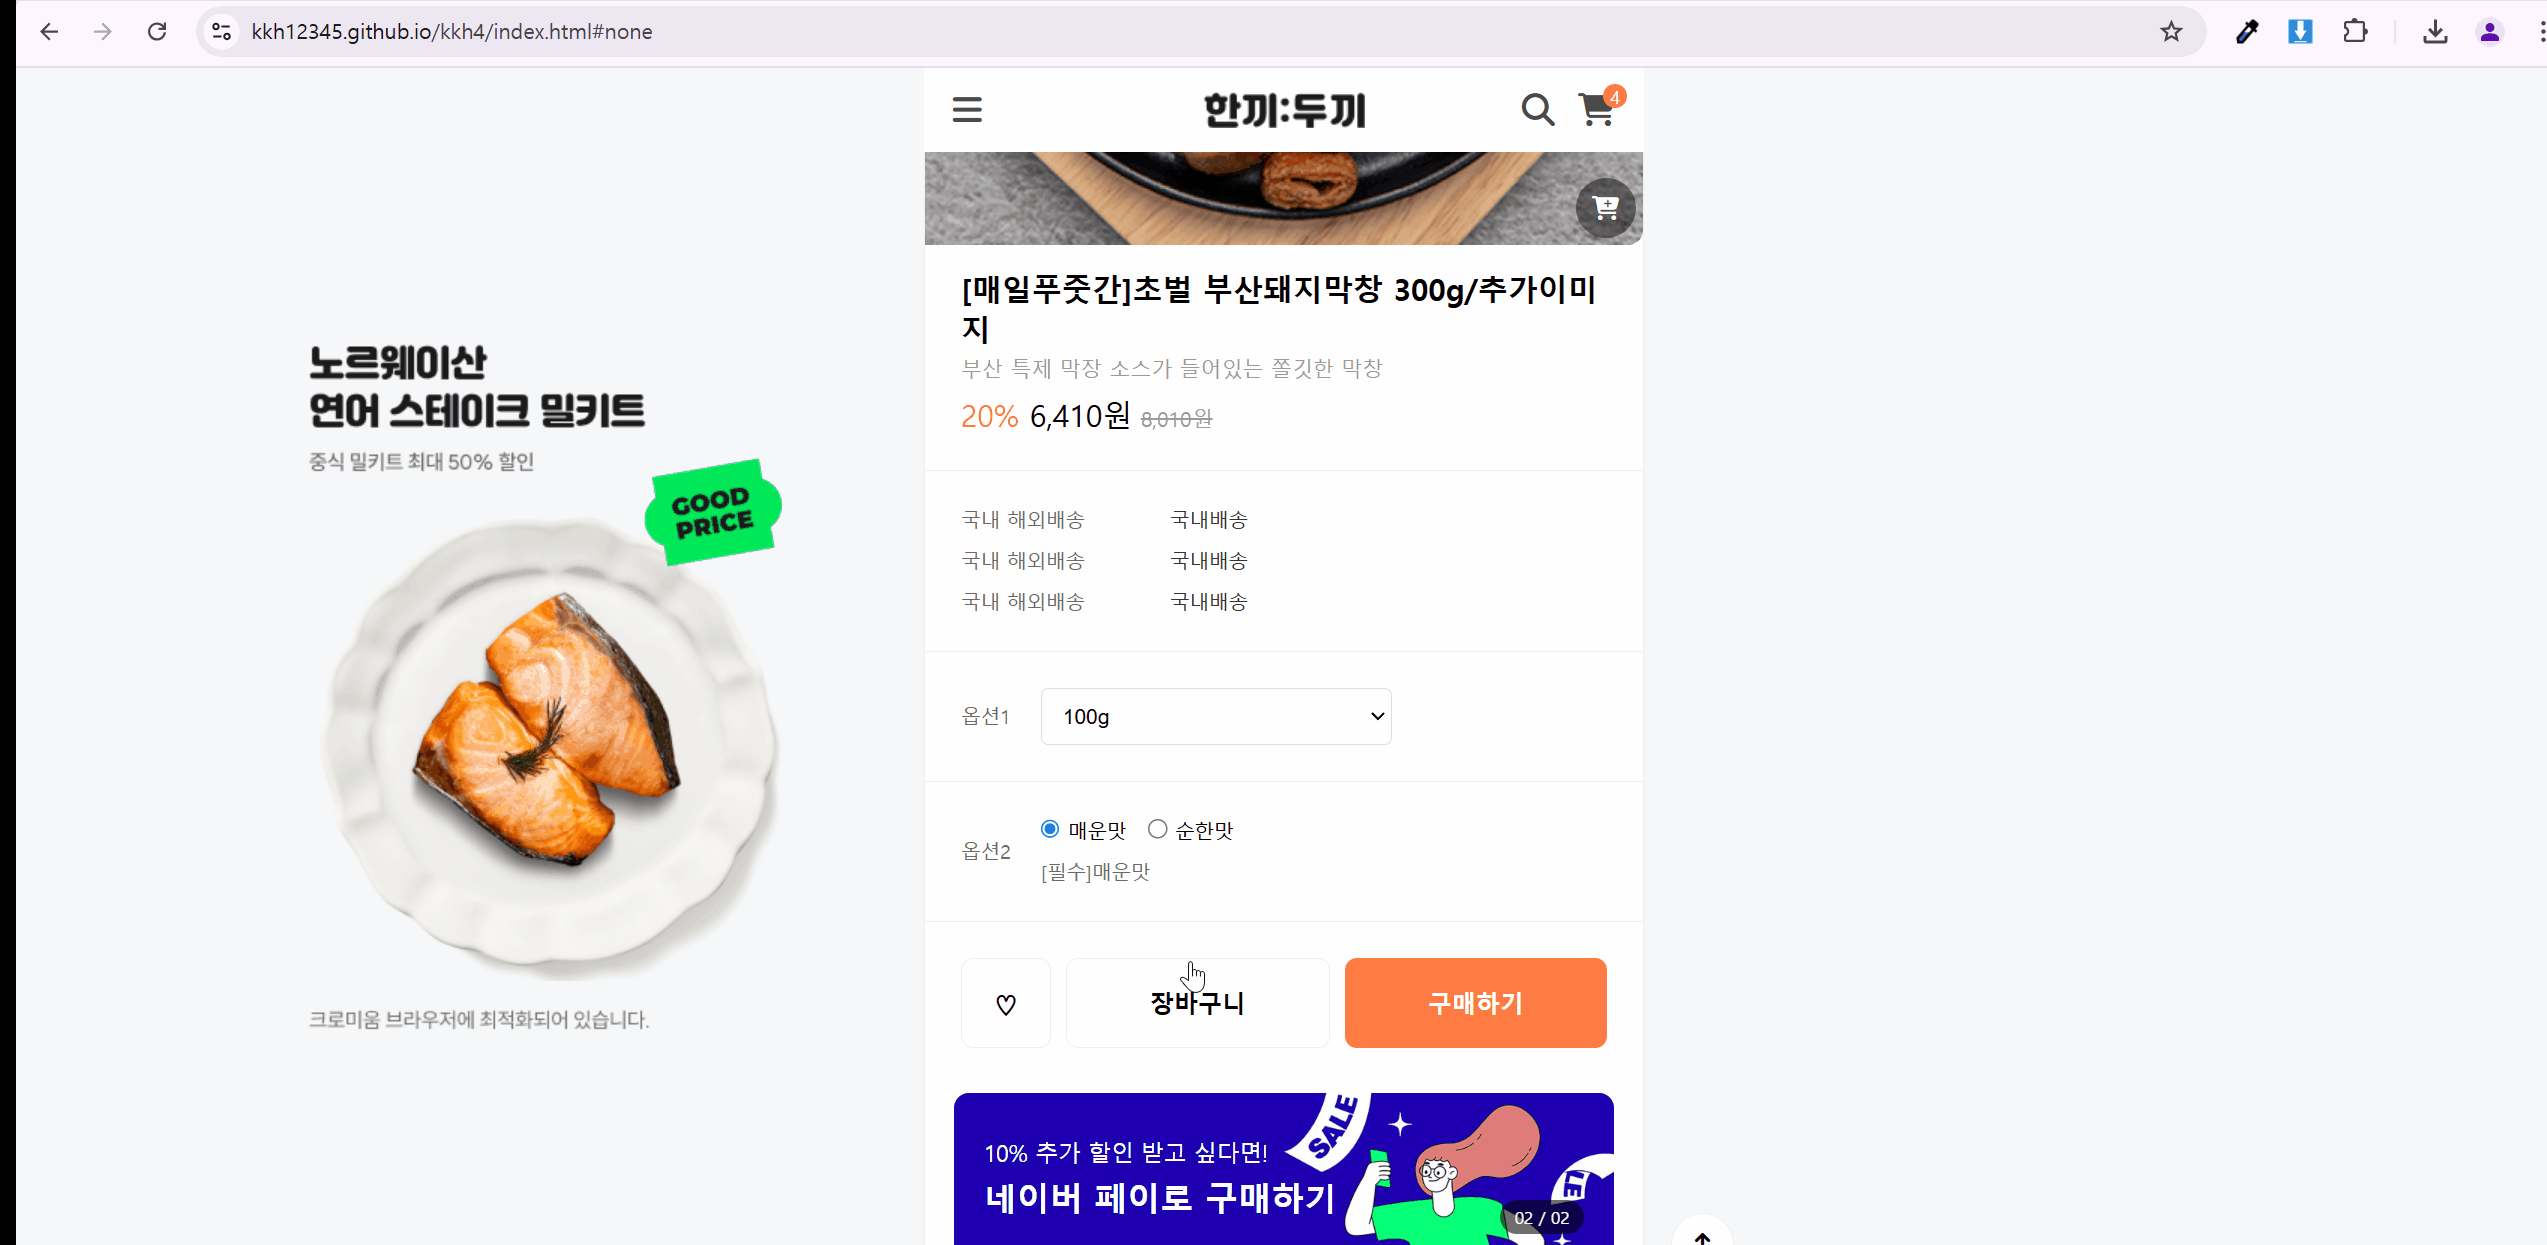 kkh12345.github.io/kkh4/index.html#none
한끼:두끼
4
노르웨이산
연어 스테이크 밀키트
중식 밀키트 최대 50% 할인
GOOD
PRICE
크로미움 브라우저에 최적화되어 있습니다.
[매일푸줏간]초벌 부산돼지막창 300g/추가이미
지
부산 특제 막장 소스가 들어있는 쫄깃한 막창
20% 6,410원 8,010원
국내 해외배송 국내배송
국내 해외배송 국내배송
국내 해외배송 국내배송
옵션1 100g
옵션2 매운맛 순한맛
[필수]매운맛
♡ 장바구니 구매하기
SALE
10% 추가 할인 받고 싶다면!
네이버 페이로 구매하기
02 / 02